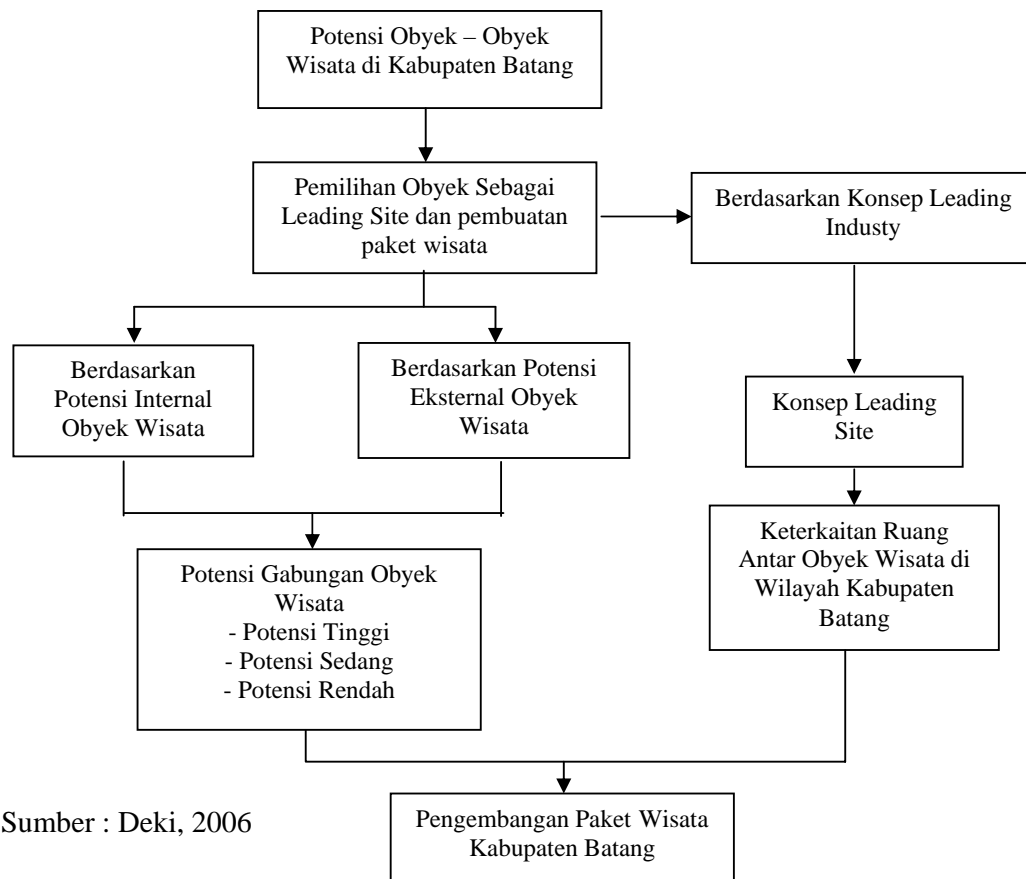 Potensi Obyek – Obyek
Wisata di Kabupaten Batang
Pemilihan Obyek Sebagai
Leading Site dan pembuatan
paket wisata
Berdasarkan Konsep Leading
Industy
Berdasarkan
Potensi Internal
Obyek Wisata
Berdasarkan Potensi
Eksternal Obyek
Wisata
Konsep Leading
Site
Potensi Gabungan Obyek
Wisata
- Potensi Tinggi
- Potensi Sedang
- Potensi Rendah
Keterkaitan Ruang
Antar Obyek Wisata di
Wilayah Kabupaten
Batang
Pengembangan Paket Wisata
Kabupaten Batang
Sumber : Deki, 2006